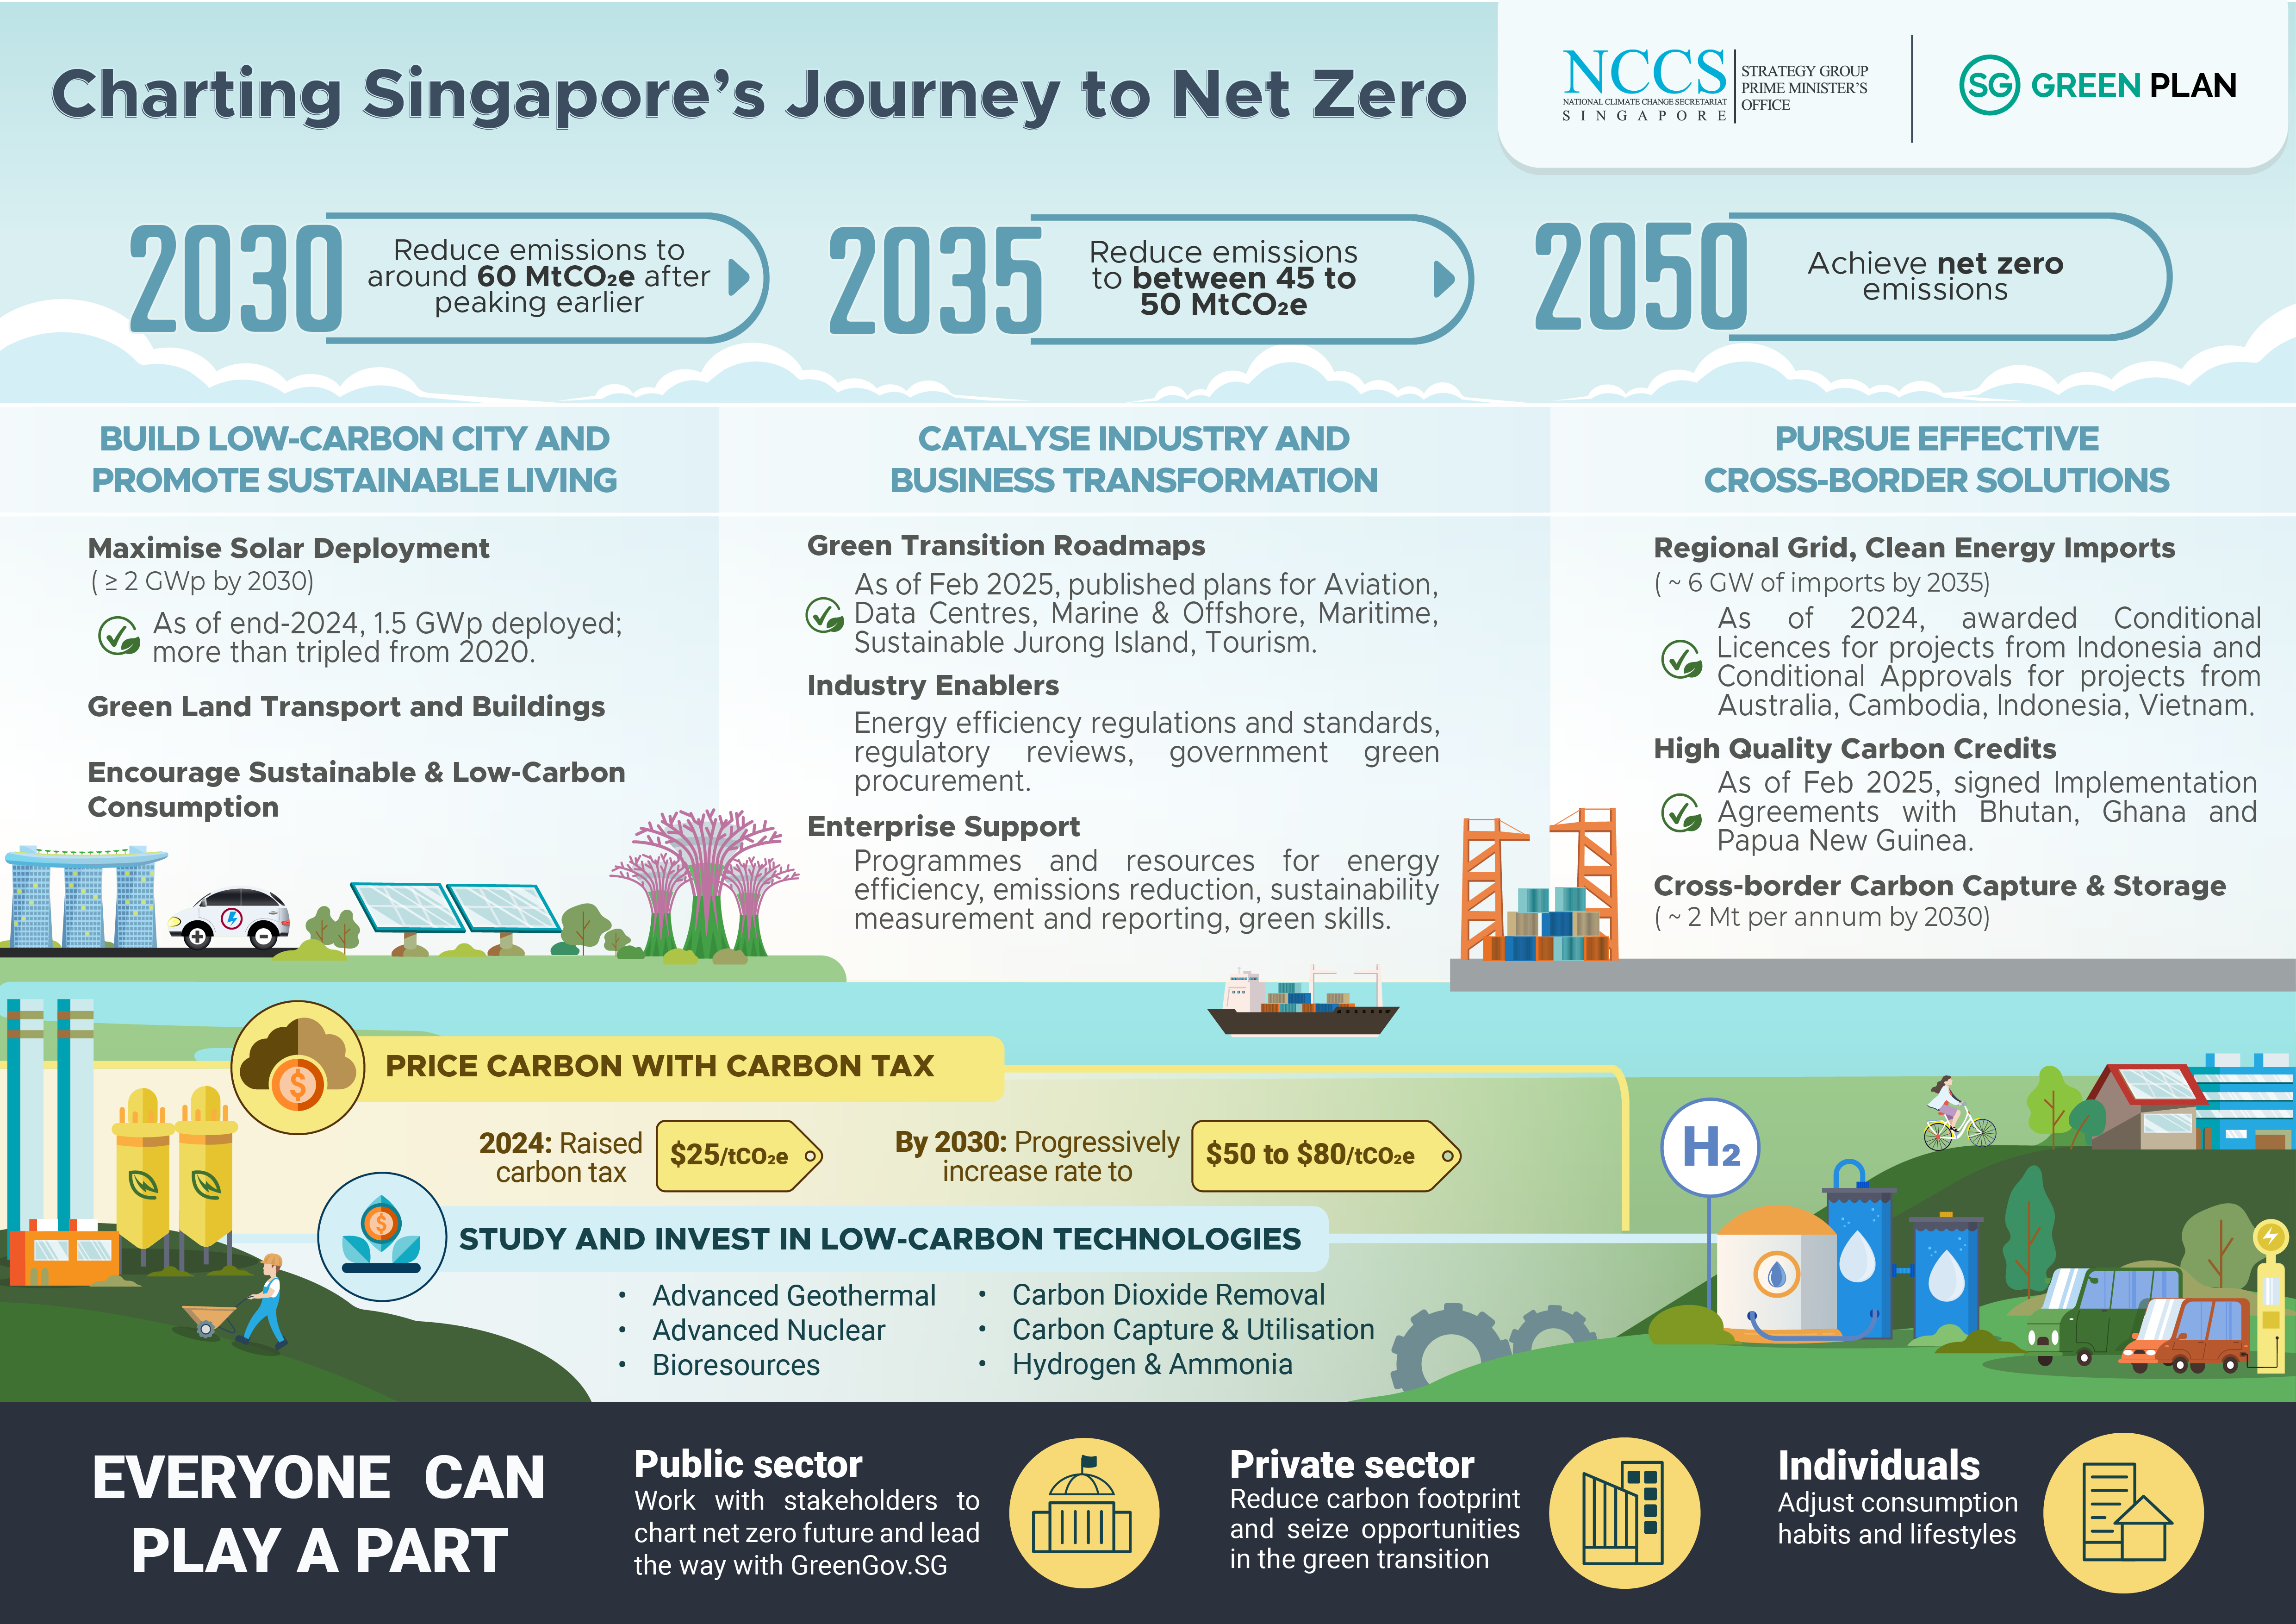 Charting Singapore's Journey to Net Zero
NCCS
NATIONAL CLIMATE CHANGE SECRETARIAT
SINGAPORE
STRATEGY GROUP
PRIME MINISTER'S
OFFICE
SG GREEN PLAN
2030
Reduce emissions to
around 60 MtCO₂e after
peaking earlier
2035
Reduce emissions
to between 45 to
50 MtCO₂e
2050
Achieve net zero
emissions
BUILD LOW-CARBON CITY AND
PROMOTE SUSTAINABLE LIVING
Maximise Solar Deployment
( ≥ 2 GWp by 2030)
As of end-2024, 1.5 GWp deployed;
more than tripled from 2020.
Green Land Transport and Buildings
Encourage Sustainable & Low-Carbon
Consumption
CATALYSE INDUSTRY AND
BUSINESS TRANSFORMATION
Green Transition Roadmaps
As of Feb 2025, published plans for Aviation,
Data Centres, Marine & Offshore, Maritime,
Sustainable Jurong Island, Tourism.
Industry Enablers
Energy efficiency regulations and standards,
regulatory reviews, government green
procurement.
Enterprise Support
Programmes and resources for energy
efficiency, emissions reduction, sustainability
measurement and reporting, green skills.
PURSUE EFFECTIVE
CROSS-BORDER SOLUTIONS
Regional Grid, Clean Energy Imports
( ~ 6 GW of imports by 2035)
As of 2024, awarded Conditional
Licences for projects from Indonesia and
Conditional Approvals for projects from
Australia, Cambodia, Indonesia, Vietnam.
High Quality Carbon Credits
As of Feb 2025, signed Implementation
Agreements with Bhutan, Ghana and
Papua New Guinea.
Cross-border Carbon Capture & Storage
( ~ 2 Mt per annum by 2030)
$
PRICE CARBON WITH CARBON TAX
2024: Raised
carbon tax
$25/tCO₂e
By 2030: Progressively
increase rate to
$50 to $80/tCO₂e
H₂
$
STUDY AND INVEST IN LOW-CARBON TECHNOLOGIES
• Advanced Geothermal
• Advanced Nuclear
• Bioresources
• Carbon Dioxide Removal
• Carbon Capture & Utilisation
• Hydrogen & Ammonia
EVERYONE CAN
PLAY A PART
Public sector
Work with stakeholders to
chart net zero future and lead
the way with GreenGov.SG
Private sector
Reduce carbon footprint
and seize opportunities
in the green transition
Individuals
Adjust consumption
habits and lifestyles